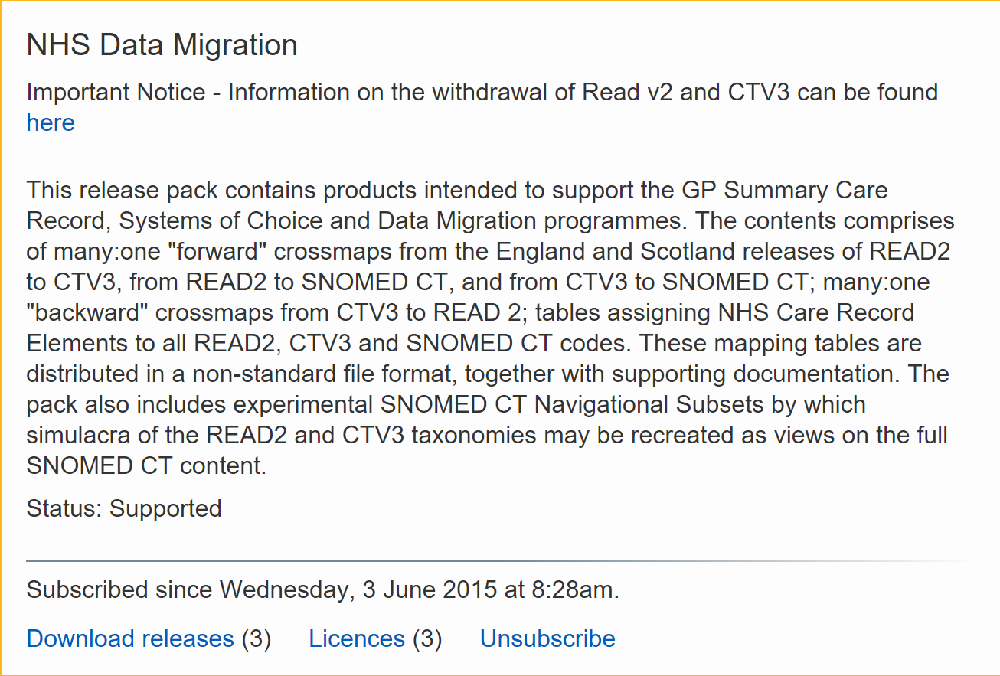 NHS Data Migration
Important Notice - Information on the withdrawal of Read v2 and CTV3 can be found
here
This release pack contains products intended to support the GP Summary Care
Record, Systems of Choice and Data Migration programmes. The contents comprises
of many:one "forward" crossmaps from the England and Scotland releases of READ2
to CTV3, from READ2 to SNOMED CT, and from CTV3 to SNOMED CT; many:one
"backward" crossmaps from CTV3 to READ 2; tables assigning NHS Care Record
Elements to all READ2, CTV3 and SNOMED CT codes. These mapping tables are
distributed in a non-standard file format, together with supporting documentation. The
pack also includes experimental SNOMED CT Navigational Subsets by which
simulacra of the READ2 and CTV3 taxonomies may be recreated as views on the full
SNOMED CT content.
Status: Supported
Subscribed since Wednesday, 3 June 2015 at 8:28am.
Download releases (3) Licences (3) Unsubscribe